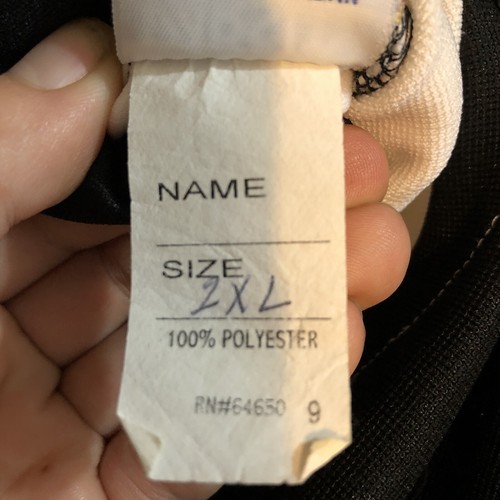 NAME
SIZE
2XL
100% POLYESTER
RN#64650 9